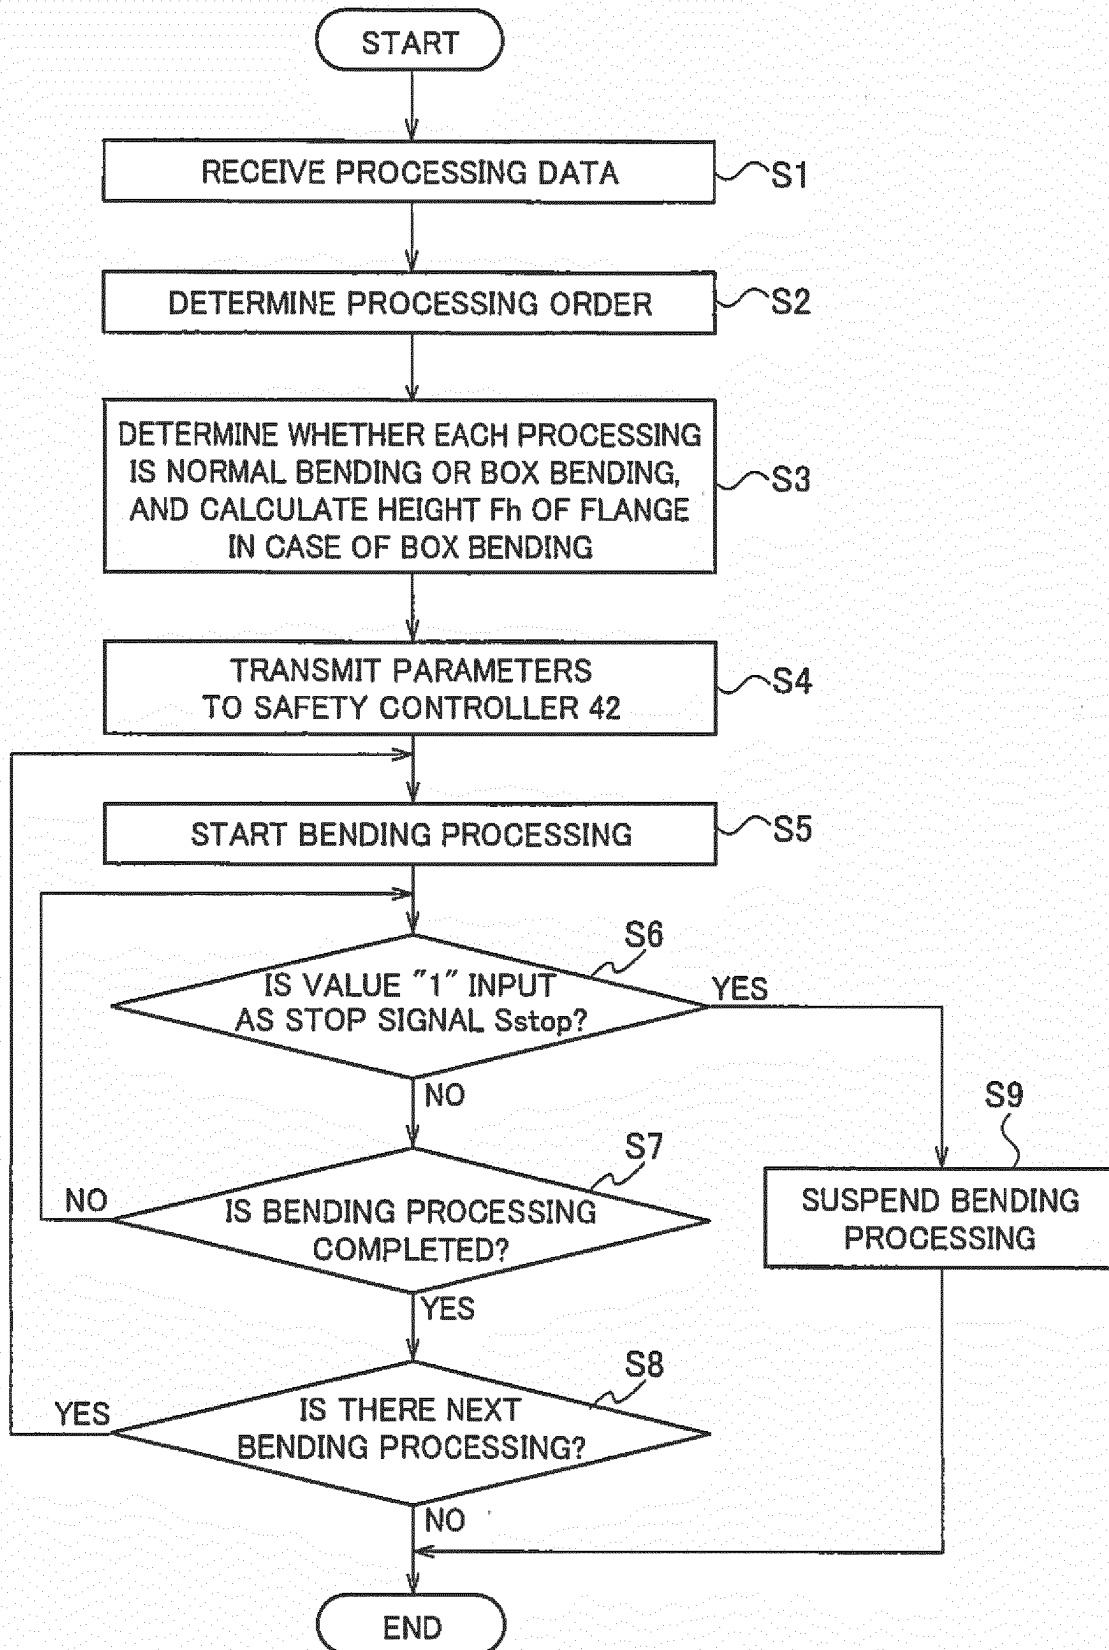 START
RECEIVE PROCESSING DATA
S1
DETERMINE PROCESSING ORDER
S2
DETERMINE WHETHER EACH PROCESSING
IS NORMAL BENDING OR BOX BENDING,
AND CALCULATE HEIGHT Fh OF FLANGE
IN CASE OF BOX BENDING
S3
TRANSMIT PARAMETERS
TO SAFETY CONTROLLER 42
S4
START BENDING PROCESSING
S5
S6
IS VALUE "1" INPUT
AS STOP SIGNAL Sstop?
YES
NO
S9
SUSPEND BENDING
PROCESSING
S7
NO
IS BENDING PROCESSING
COMPLETED?
YES
S8
YES
IS THERE NEXT
BENDING PROCESSING?
NO
END